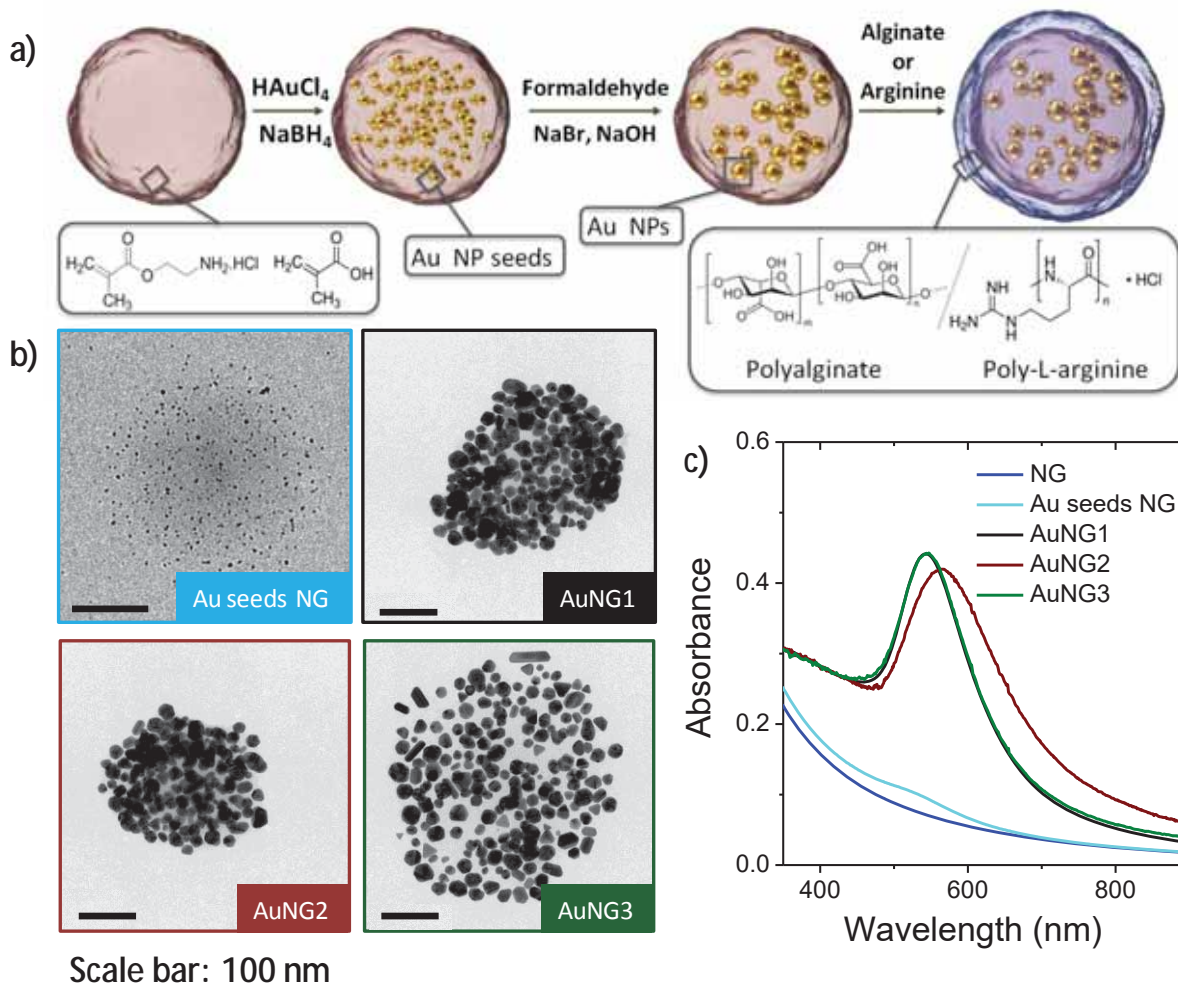 a)
HAuCl4
NaBH4
Formaldehyde
NaBr, NaOH
Alginate
or
Arginine
H2C
O
O
CH3
NH2.HCl
H2C
O
OH
CH3
Au NP seeds
Au NPs
O
OH
HO
O
OH
O
n
O
OH
O
OH
HO
O
n
O
NH
H2N
N
H
H
N
O
n
• HCl
Polyalginate
Poly-L-arginine
b)
Au seeds NG
AuNG1
AuNG2
AuNG3
Scale bar: 100 nm
c)
0.6
0.4
0.2
0.0
Absorbance
NG
Au seeds NG
AuNG1
AuNG2
AuNG3
400
600
800
Wavelength (nm)